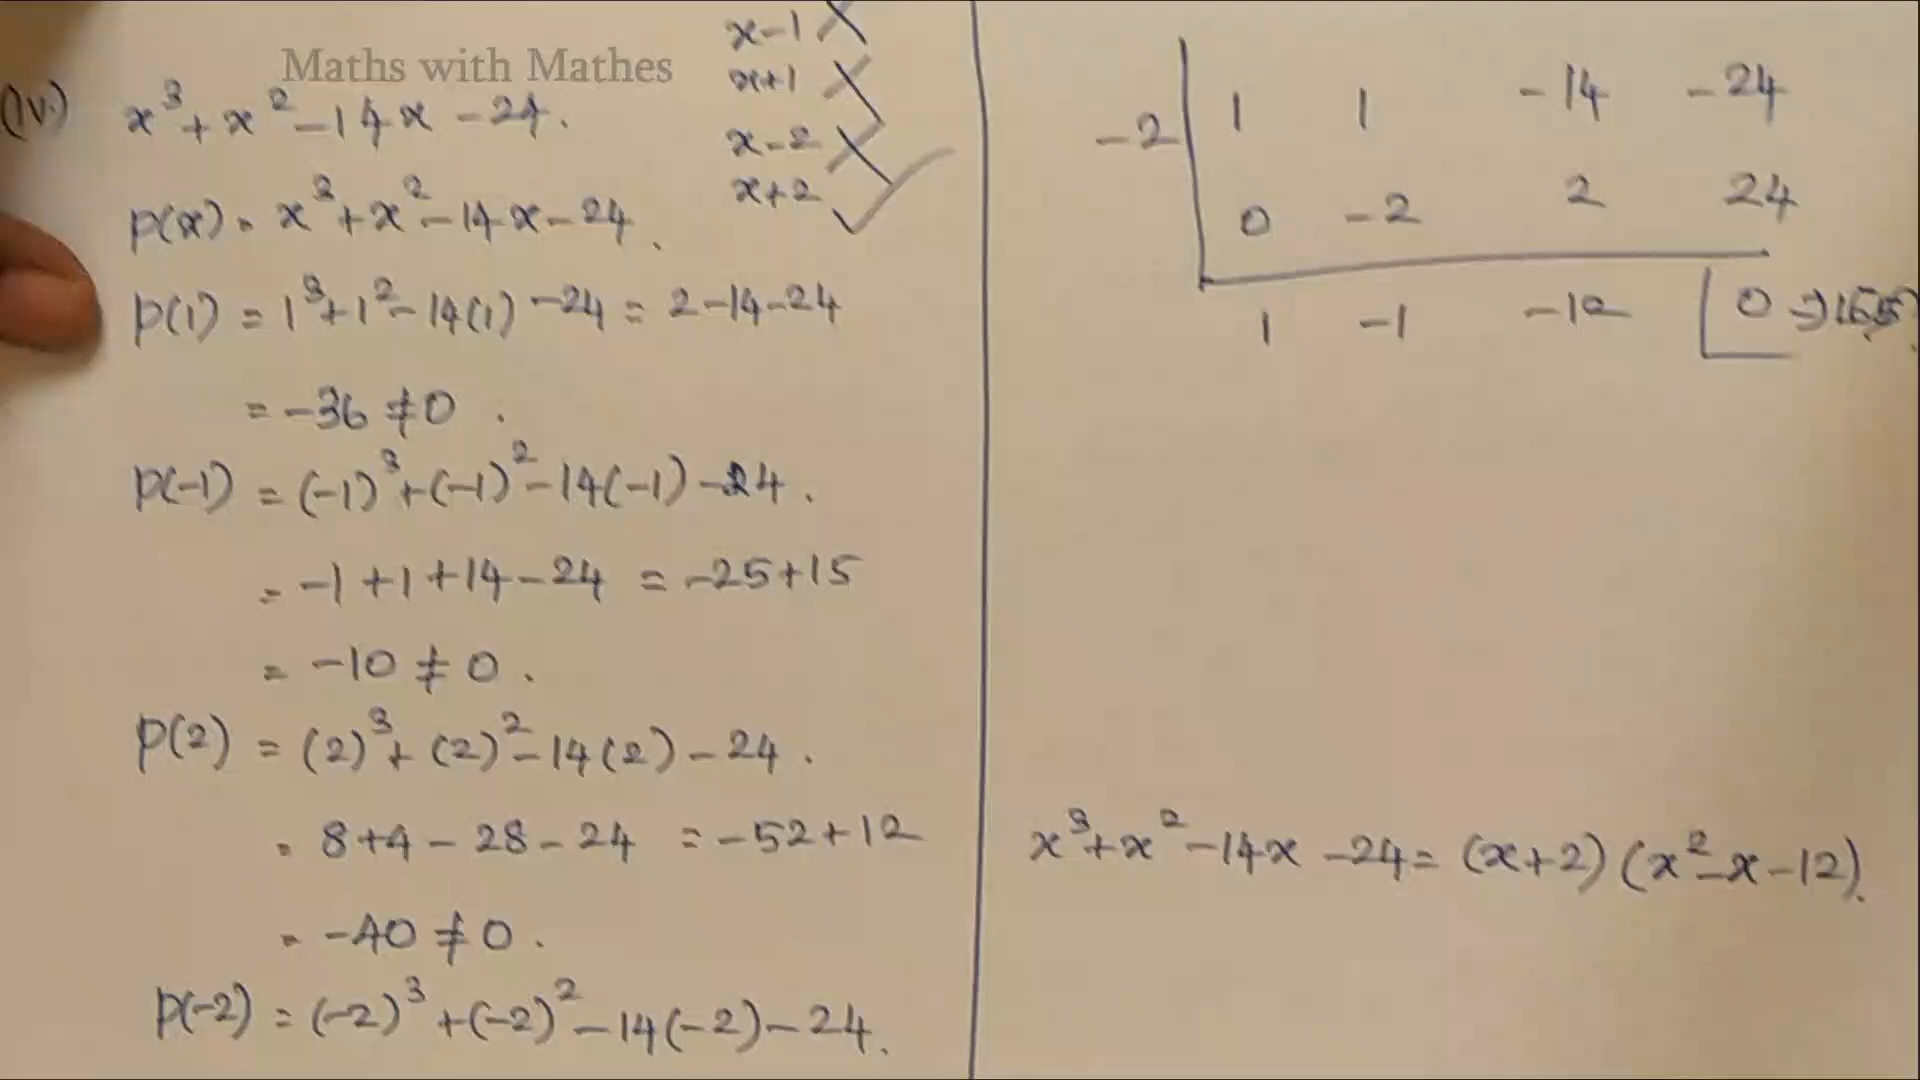 Maths with Mathes
x-1
x+1
x-2
x+2
(iv) x³+x²-14x-24.
p(x) = x³+x²-14x-24.
p(1) = 1³+1²-14(1)-24 = 2-14-24
= -36 ≠ 0.
p(-1) = (-1)³+(-1)²-14(-1)-24.
= -1+1+14-24 = -25+15
= -10 ≠ 0.
p(2) = (2)³+(2)²-14(2)-24.
= 8+4-28-24 = -52+12
= -40 ≠ 0.
p(-2) = (-2)³+(-2)²-14(-2)-24.
1 1 -14 -24
-2
0 -2 2 24
1 -1 -12 0 ⇒
x³+x²-14x-24 = (x+2)(x²-x-12).